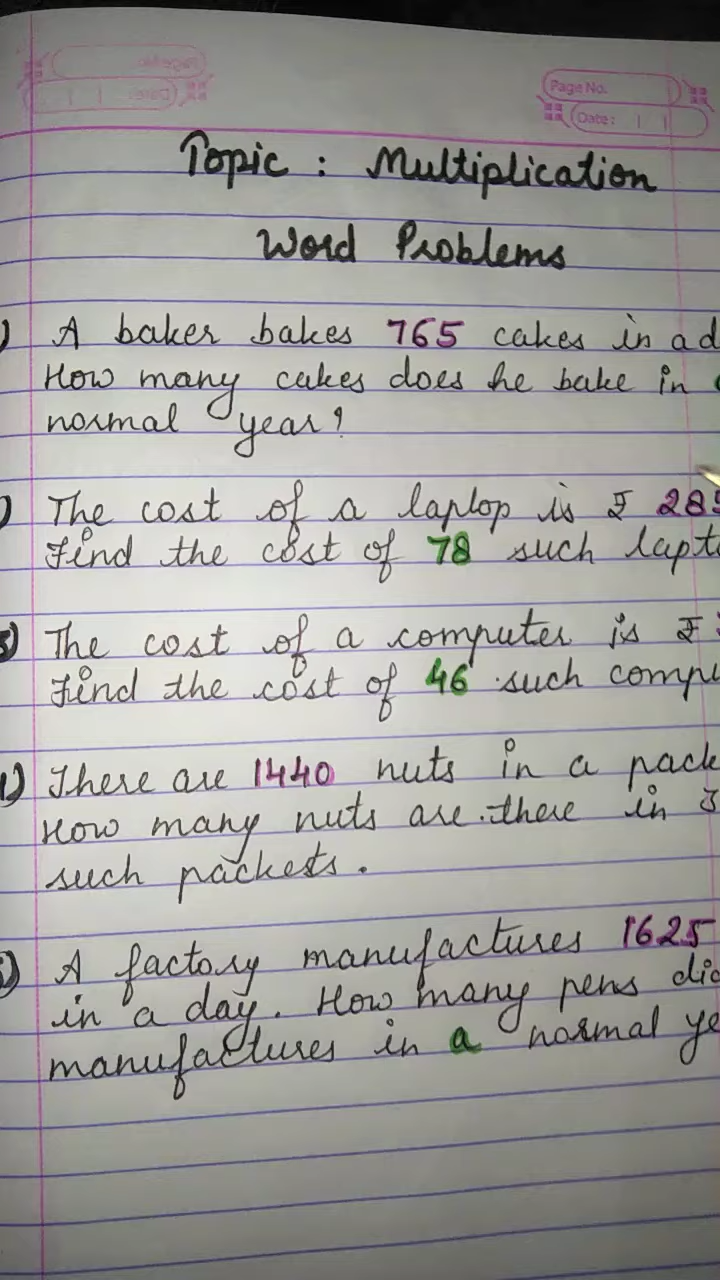 Page No.
Date:
Topic : Multiplication
Word Problems
A baker bakes 765 cakes in a d
How many cakes does he bake in
normal year?
The cost of a laptop is ₹ 28
Find the cost of 78 such lapt
The cost of a computer is ₹
Find the cost of 46 such compu
There are 1440 nuts in a pack
How many nuts are there in 3
such packets.
A factory manufactures 1625
in a day. How many pens did
manufactures in a normal ye